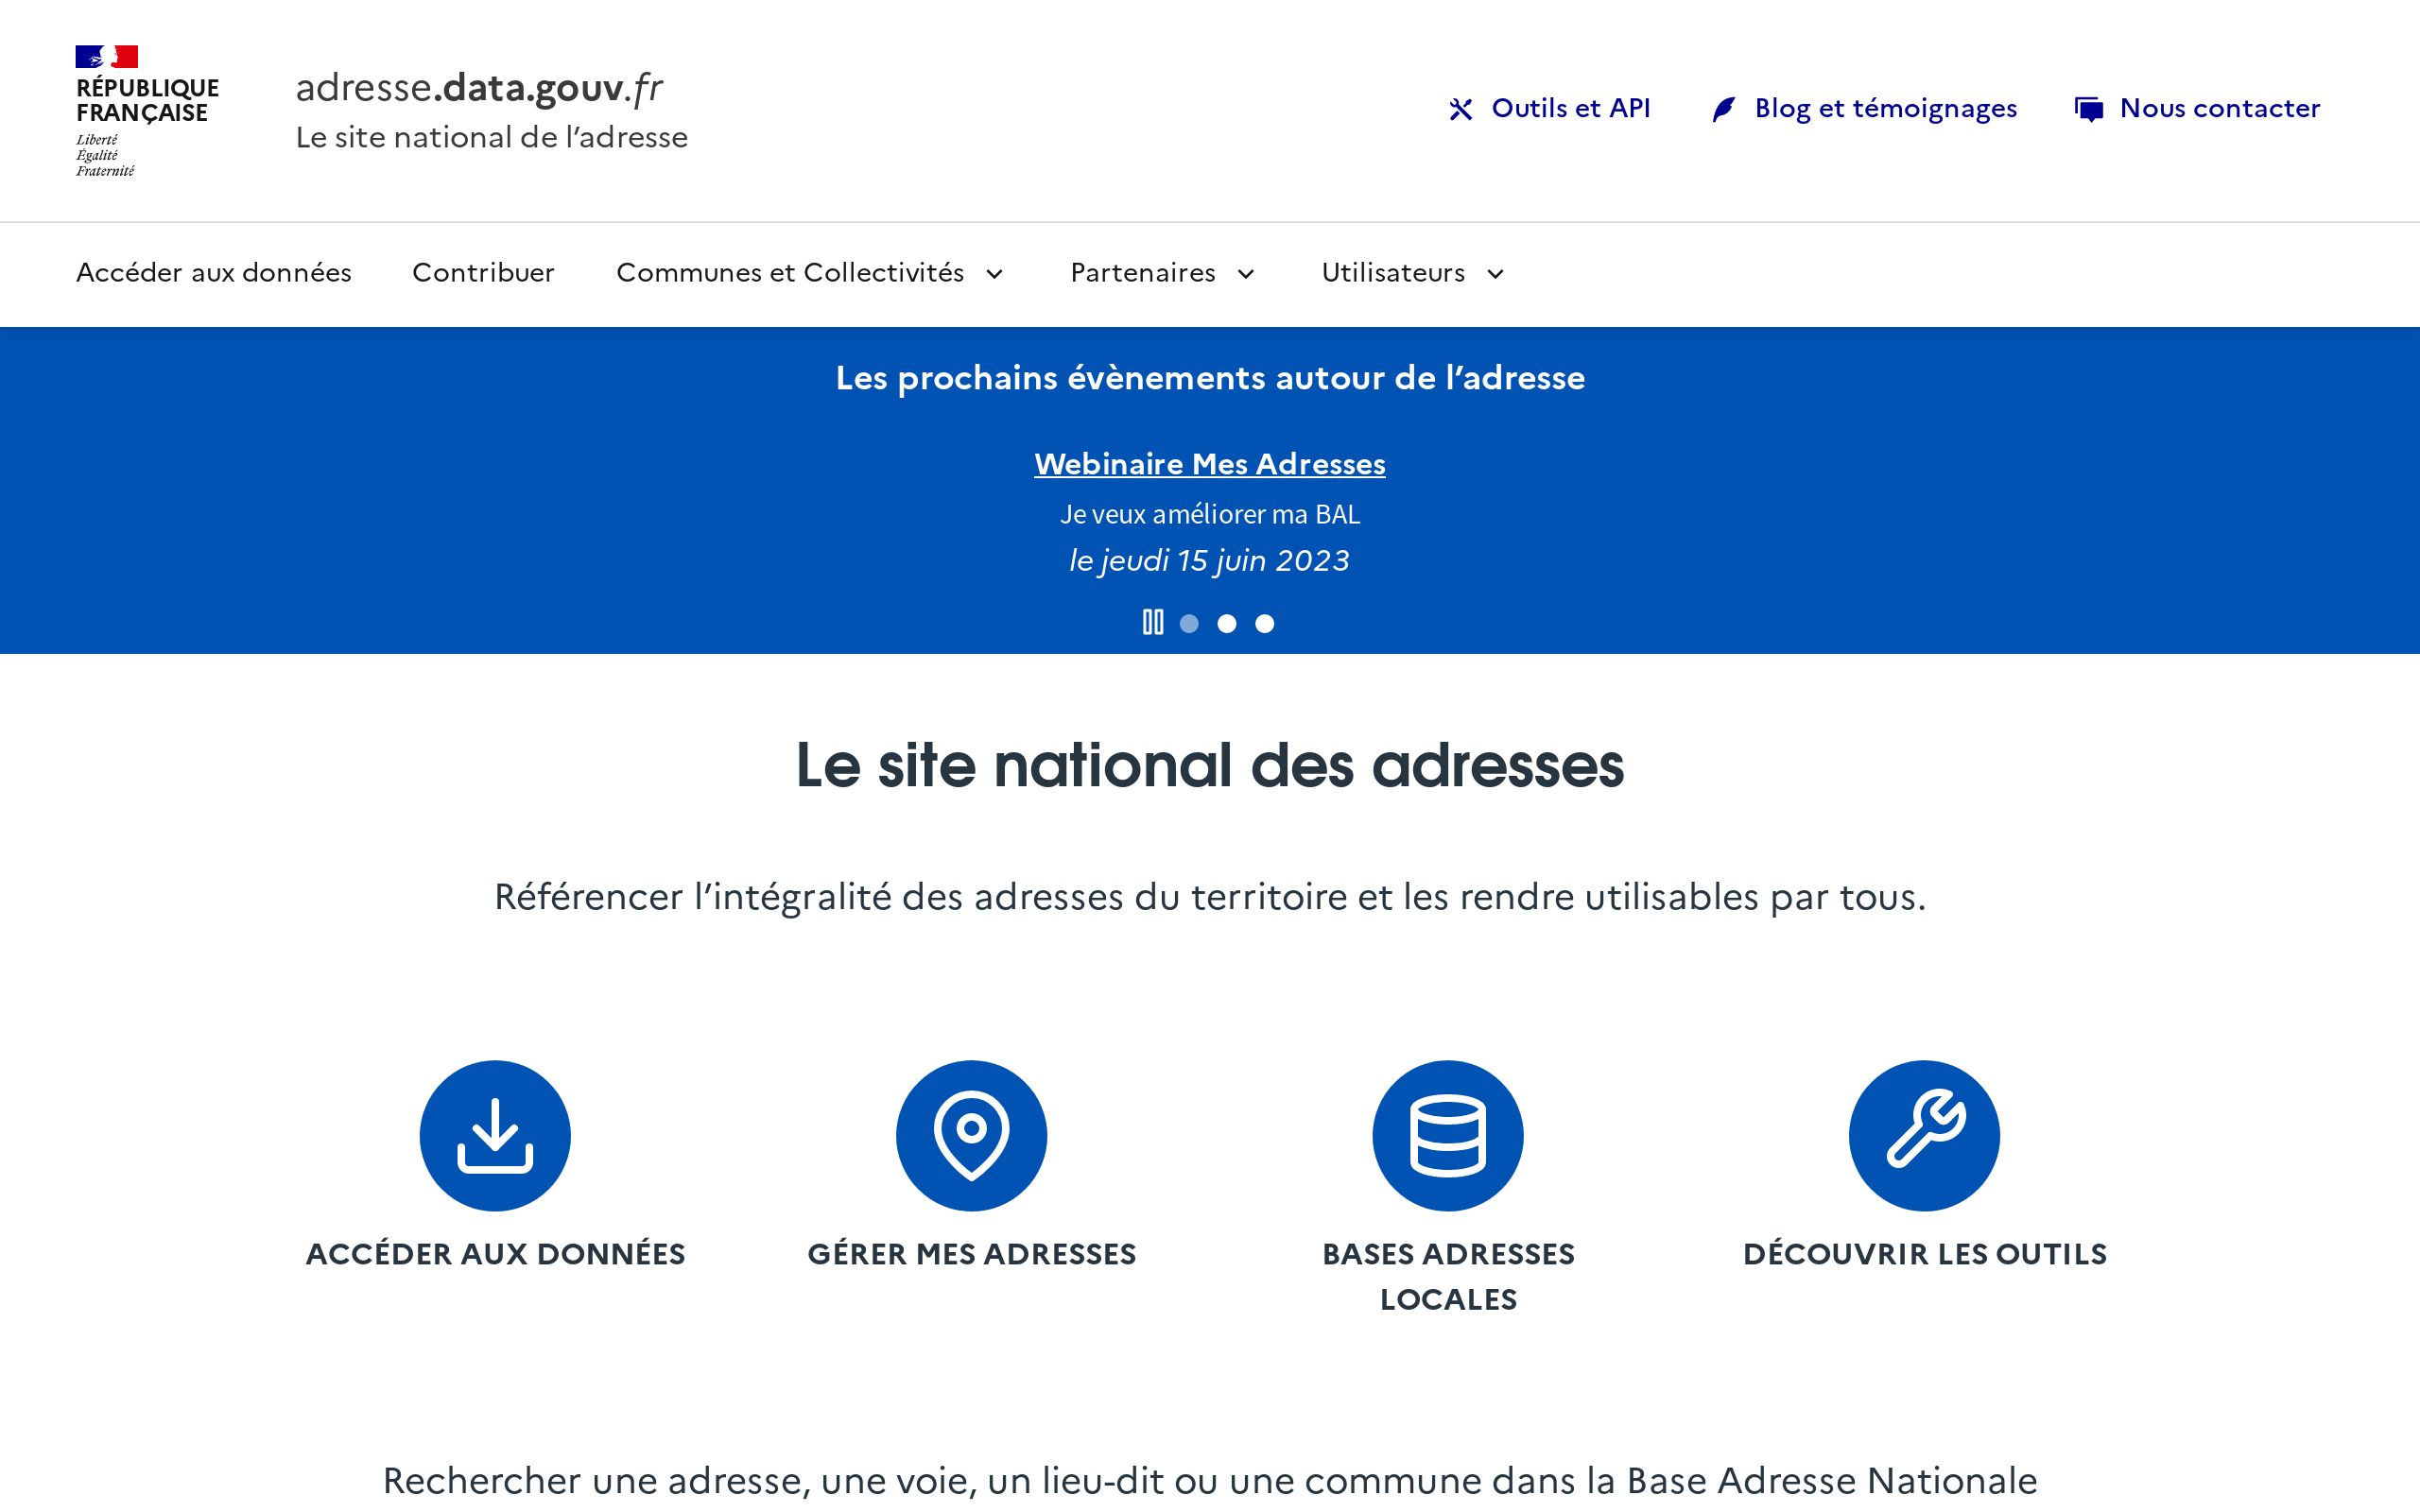 RÉPUBLIQUE
FRANÇAISE
Liberté
Égalité
Fraternité
adresse.data.gouv.fr
Le site national de l’adresse
Outils et API
Blog et témoignages
Nous contacter
Accéder aux données
Contribuer
Communes et Collectivités
Partenaires
Utilisateurs
Les prochains évènements autour de l’adresse
Webinaire Mes Adresses
Je veux améliorer ma BAL
le jeudi 15 juin 2023
Le site national des adresses
Référencer l’intégralité des adresses du territoire et les rendre utilisables par tous.
ACCÉDER AUX DONNÉES
GÉRER MES ADRESSES
BASES ADRESSES
LOCALES
DÉCOUVRIR LES OUTILS
Rechercher une adresse, une voie, un lieu-dit ou une commune dans la Base Adresse Nationale